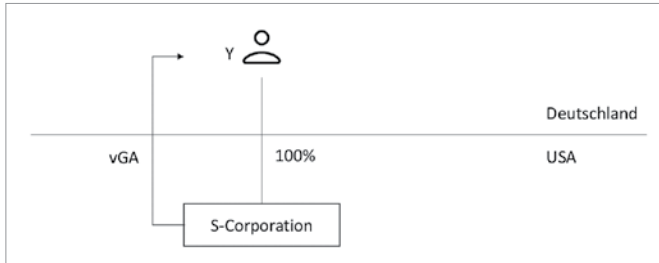 Y
Deutschland
vGA
100%
USA
S-Corporation